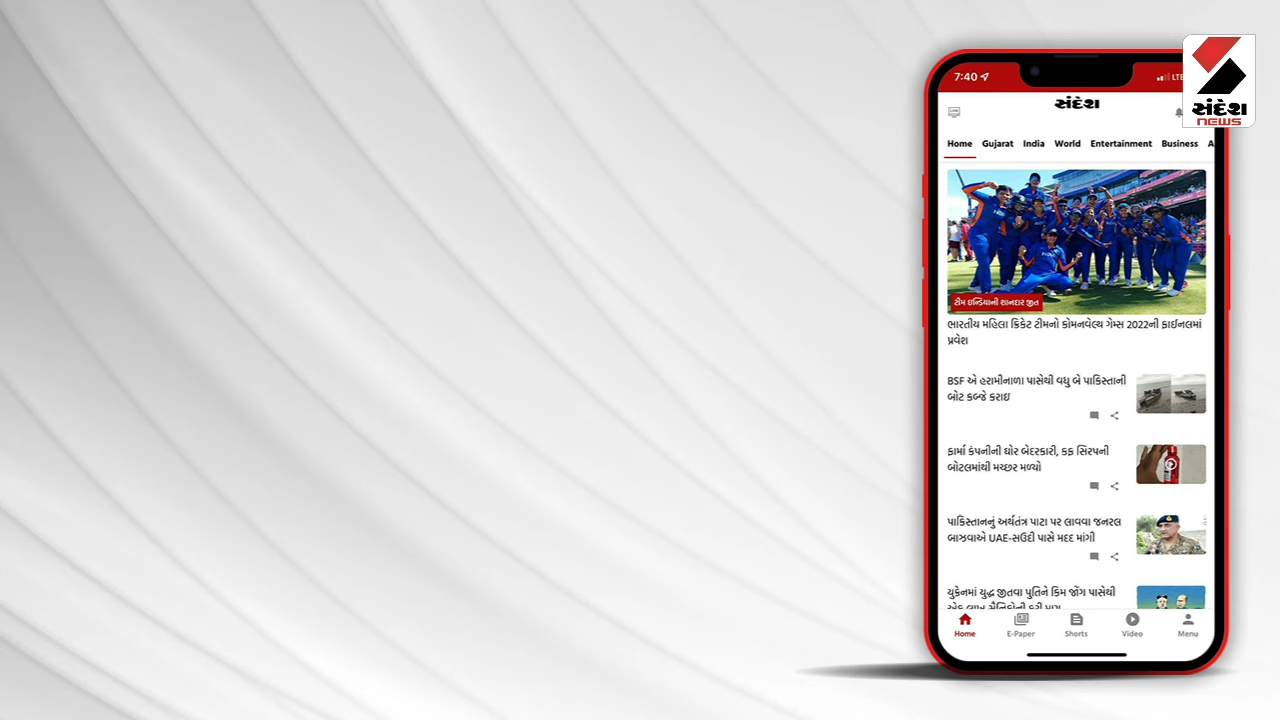 સંદેશ
NEWS
7:40
LTE
સંદેશ
Home Gujarat India World Entertainment Business A
ટીમ ઇન્ડિયાની શાનદાર જીત
ભારતીય મહિલા ક્રિકેટ ટીમનો કોમનવેલ્થ ગેમ્સ 2022ની ફાઈનલમાં
પ્રવેશ
BSF એ હરામીનાળા પાસેથી વધુ બે પાકિસ્તાની
બોટ કબ્જે કરાઇ
ફાર્મા કંપનીની ઘોર બેદરકારી, કફ સિરપની
બોટલમાંથી મચ્છર મળ્યો
પાકિસ્તાનનું અર્થતંત્ર પાટા પર લાવવા જનરલ
બાઝવાએ UAE-સઉદી પાસે મદદ માંગી
યુક્રેનમાં યુદ્ધ જીતવા પુતિને કિમ જોંગ પાસેથી
Home E-Paper Shorts Video Menu